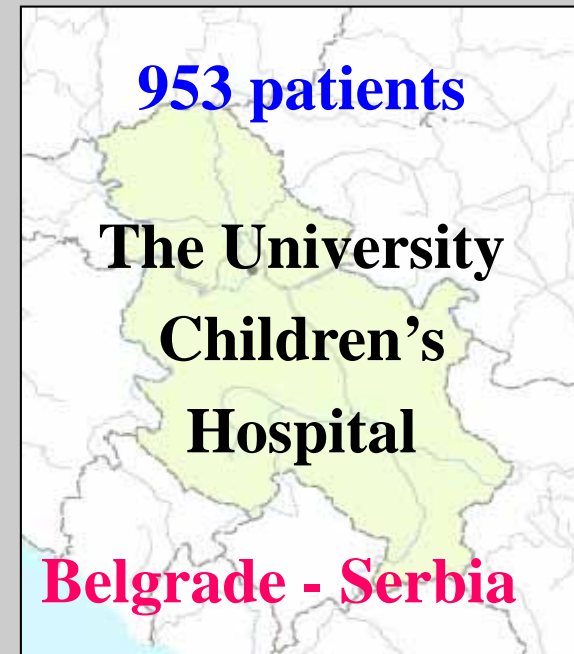 953 patients
The University
Children’s
Hospital
Belgrade - Serbia